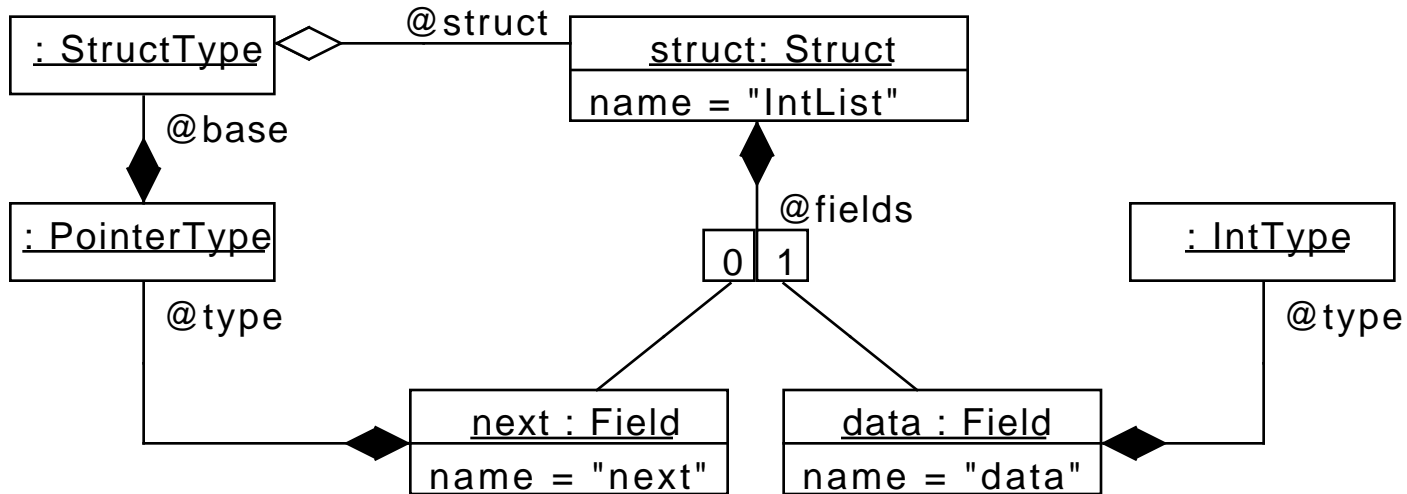 @struct
: StructType
struct: Struct
name = "IntList"
@base
@fields
: PointerType
: IntType
0 1
@type
@type
next : Field
data : Field
name = "next"
name = "data"